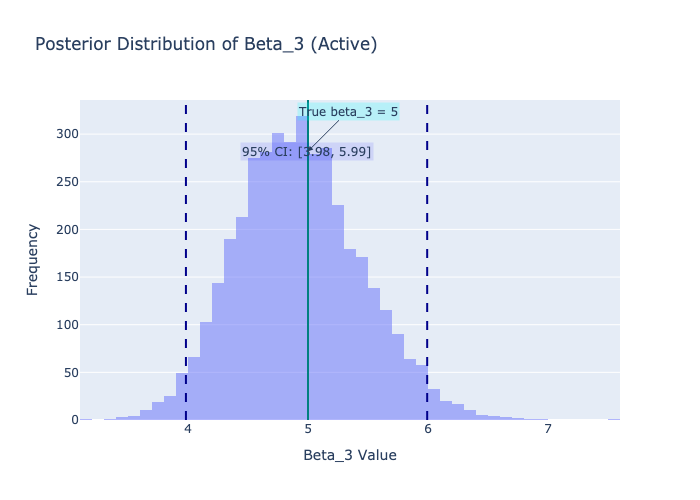 Posterior Distribution of Beta_3 (Active)
True beta_3 = 5
95% CI: [3.98, 5.99]
300
250
200
150
100
50
0
Frequency
4
5
6
7
Beta_3 Value